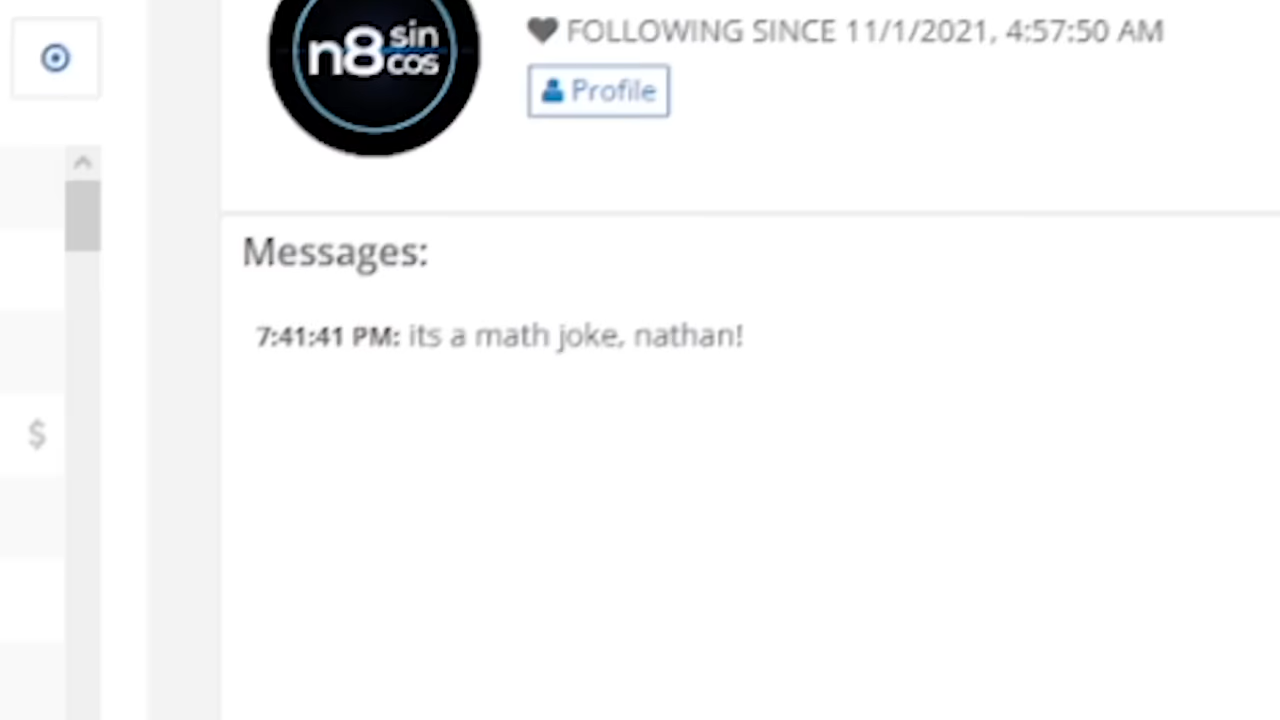 n8 sin
cos
FOLLOWING SINCE 11/1/2021, 4:57:50 AM
Profile
Messages:
7:41:41 PM: its a math joke, nathan!
$